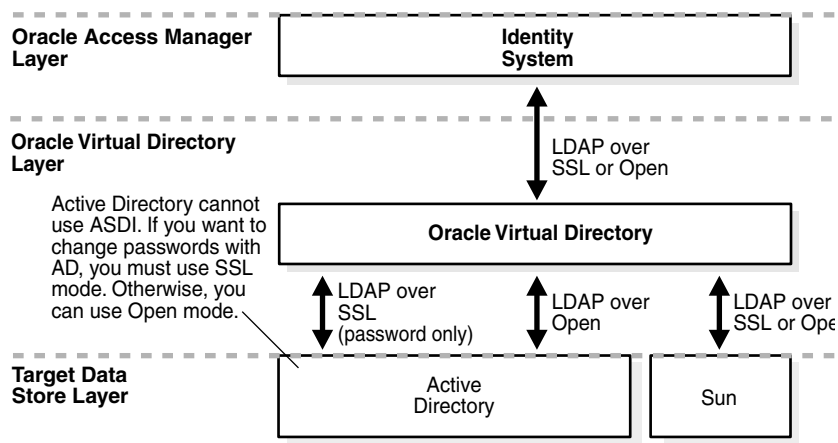 Oracle Access Manager
Layer
Identity
System
LDAP over
SSL or Open
Oracle Virtual Directory
Layer
Active Directory cannot
use ASDI. If you want to
change passwords with
AD, you must use SSL
mode. Otherwise, you
can use Open mode.
Oracle Virtual Directory
LDAP over
SSL
(password only)
LDAP over
Open
LDAP over
SSL or Ope
Target Data
Store Layer
Active
Directory
Sun